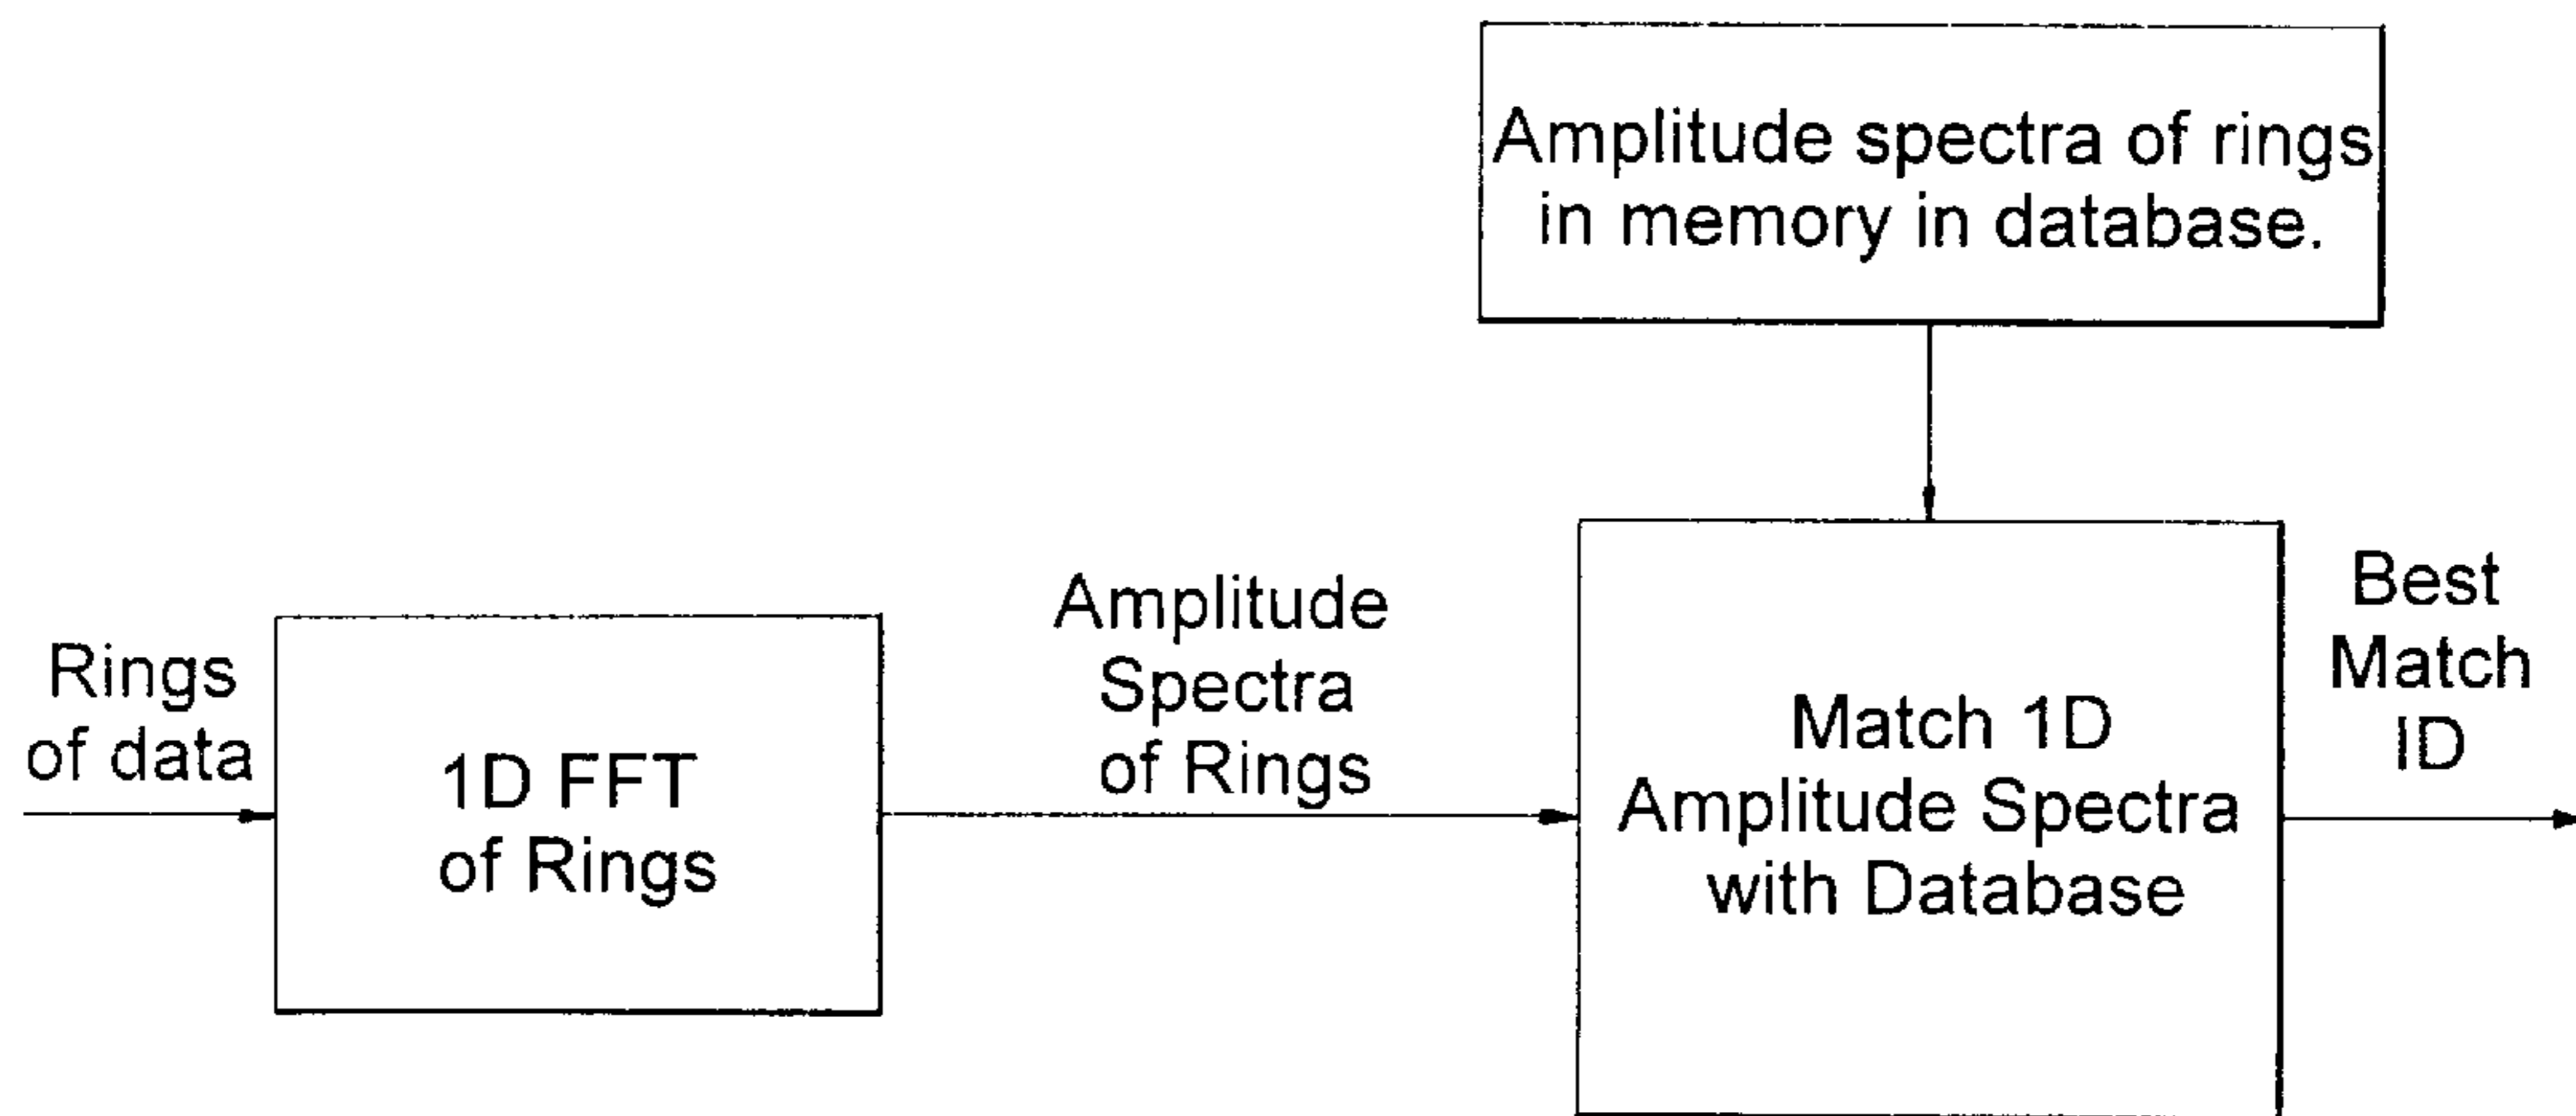 Amplitude spectra of rings
in memory in database.
Rings
of data
1D FFT
of Rings
Amplitude
Spectra
of Rings
Match 1D
Amplitude Spectra
with Database
Best
Match
ID